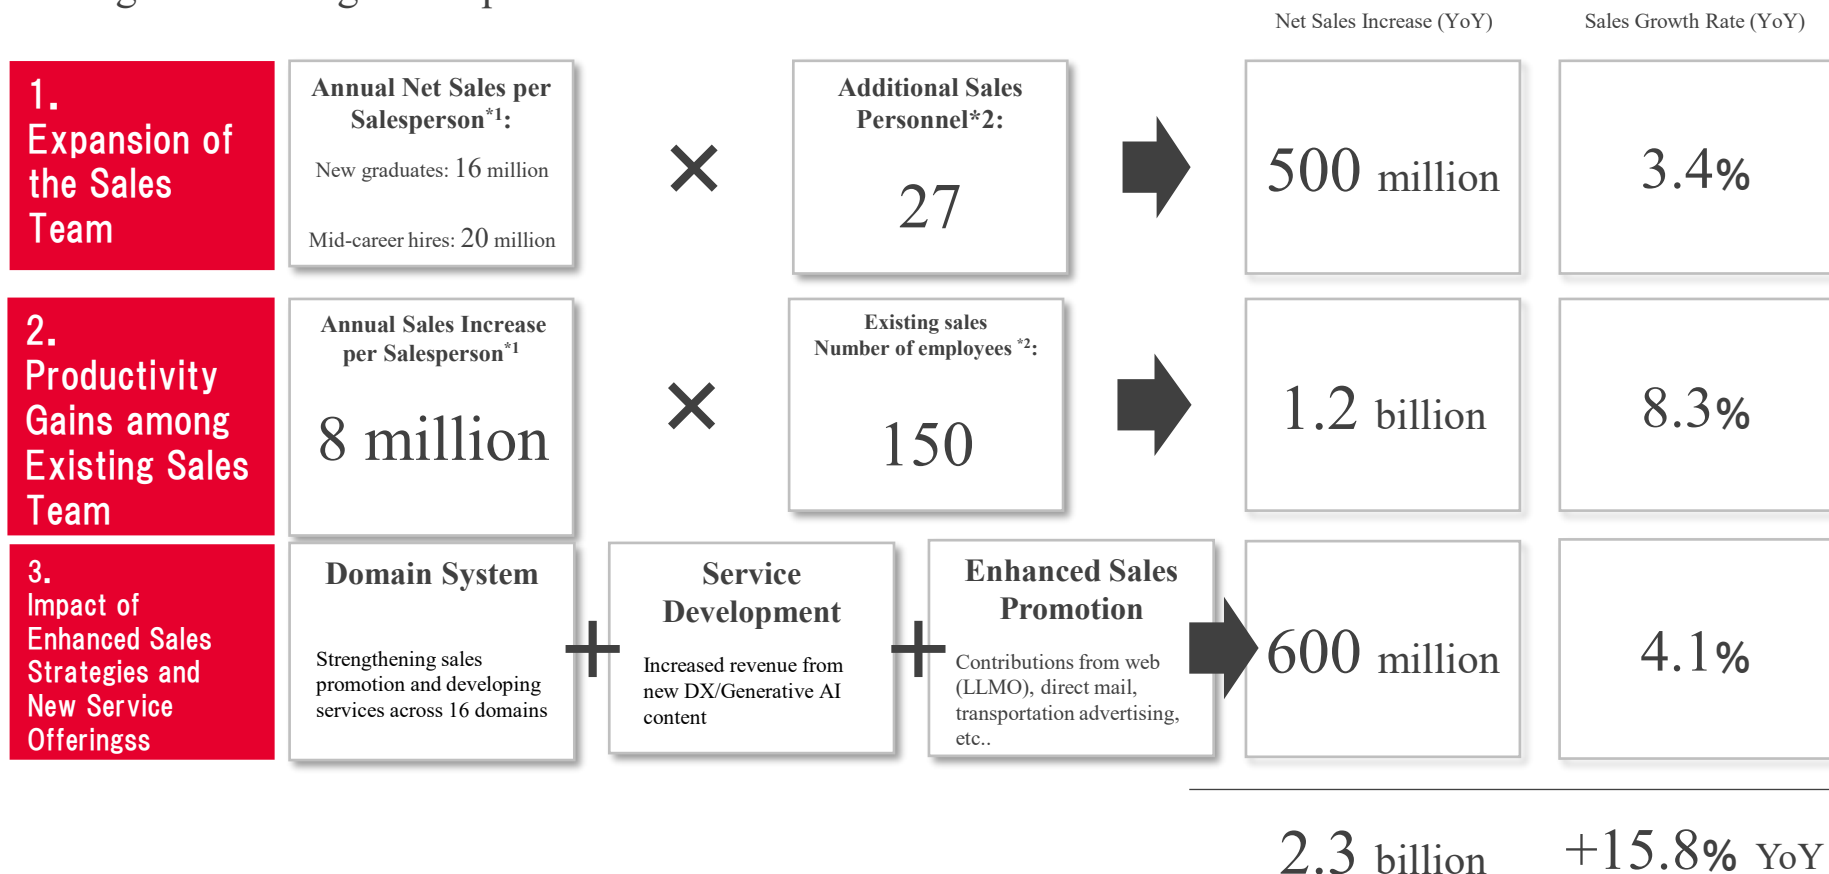 Net Sales Increase (YoY)
Sales Growth Rate (YoY)
1.
Expansion of
the Sales
Team
Annual Net Sales per
Salesperson*1:
New graduates: 16 million
Mid-career hires: 20 million
×
Additional Sales
Personnel*2:
27
500 million
3.4%
2.
Productivity
Gains among
Existing Sales
Team
Annual Sales Increase
per Salesperson*1
8 million
×
Existing sales
Number of employees *2:
150
1.2 billion
8.3%
3.
Impact of
Enhanced Sales
Strategies and
New Service
Offeringss
Domain System
Strengthening sales
promotion and developing
services across 16 domains
+
Service
Development
Increased revenue from
new DX/Generative AI
content
+
Enhanced Sales
Promotion
Contributions from web
(LLMO), direct mail,
transportation advertising,
etc..
600 million
4.1%
2.3 billion
+15.8% YoY